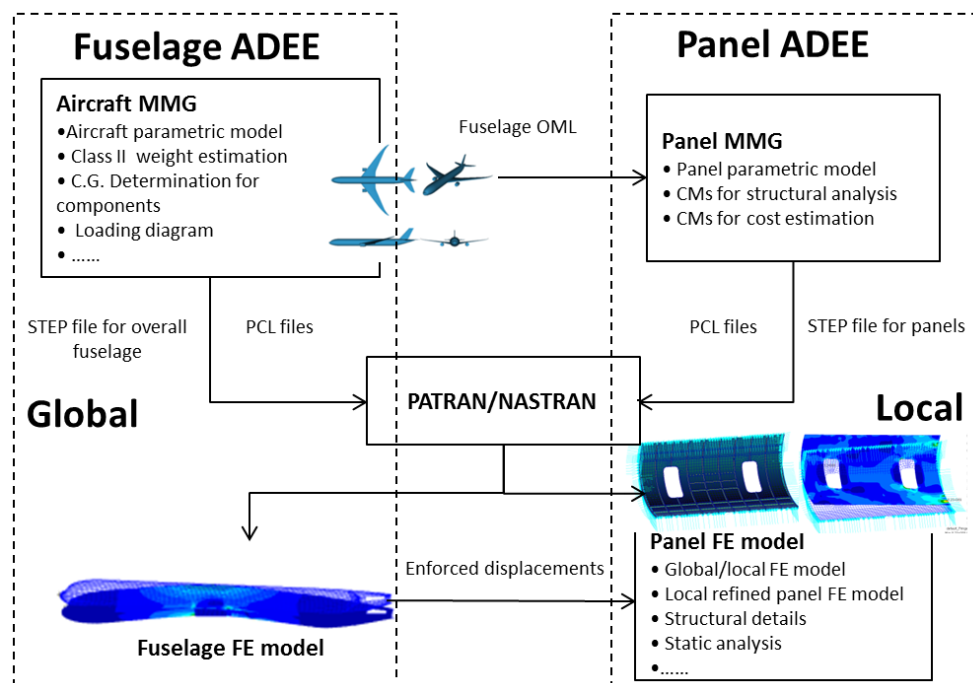 Fuselage ADEE
Panel ADEE
Aircraft MMG
•Aircraft parametric model
• Class II weight estimation
• C.G. Determination for
components
• Loading diagram
• ......
Fuselage OML
Panel MMG
• Panel parametric model
• CMs for structural analysis
• CMs for cost estimation
STEP file for overall
fuselage
PCL files
PCL files
STEP file for panels
Global
PATRAN/NASTRAN
Local
Enforced displacements
Fuselage FE model
Panel FE model
• Global/local FE model
• Local refined panel FE model
• Structural details
• Static analysis
•......